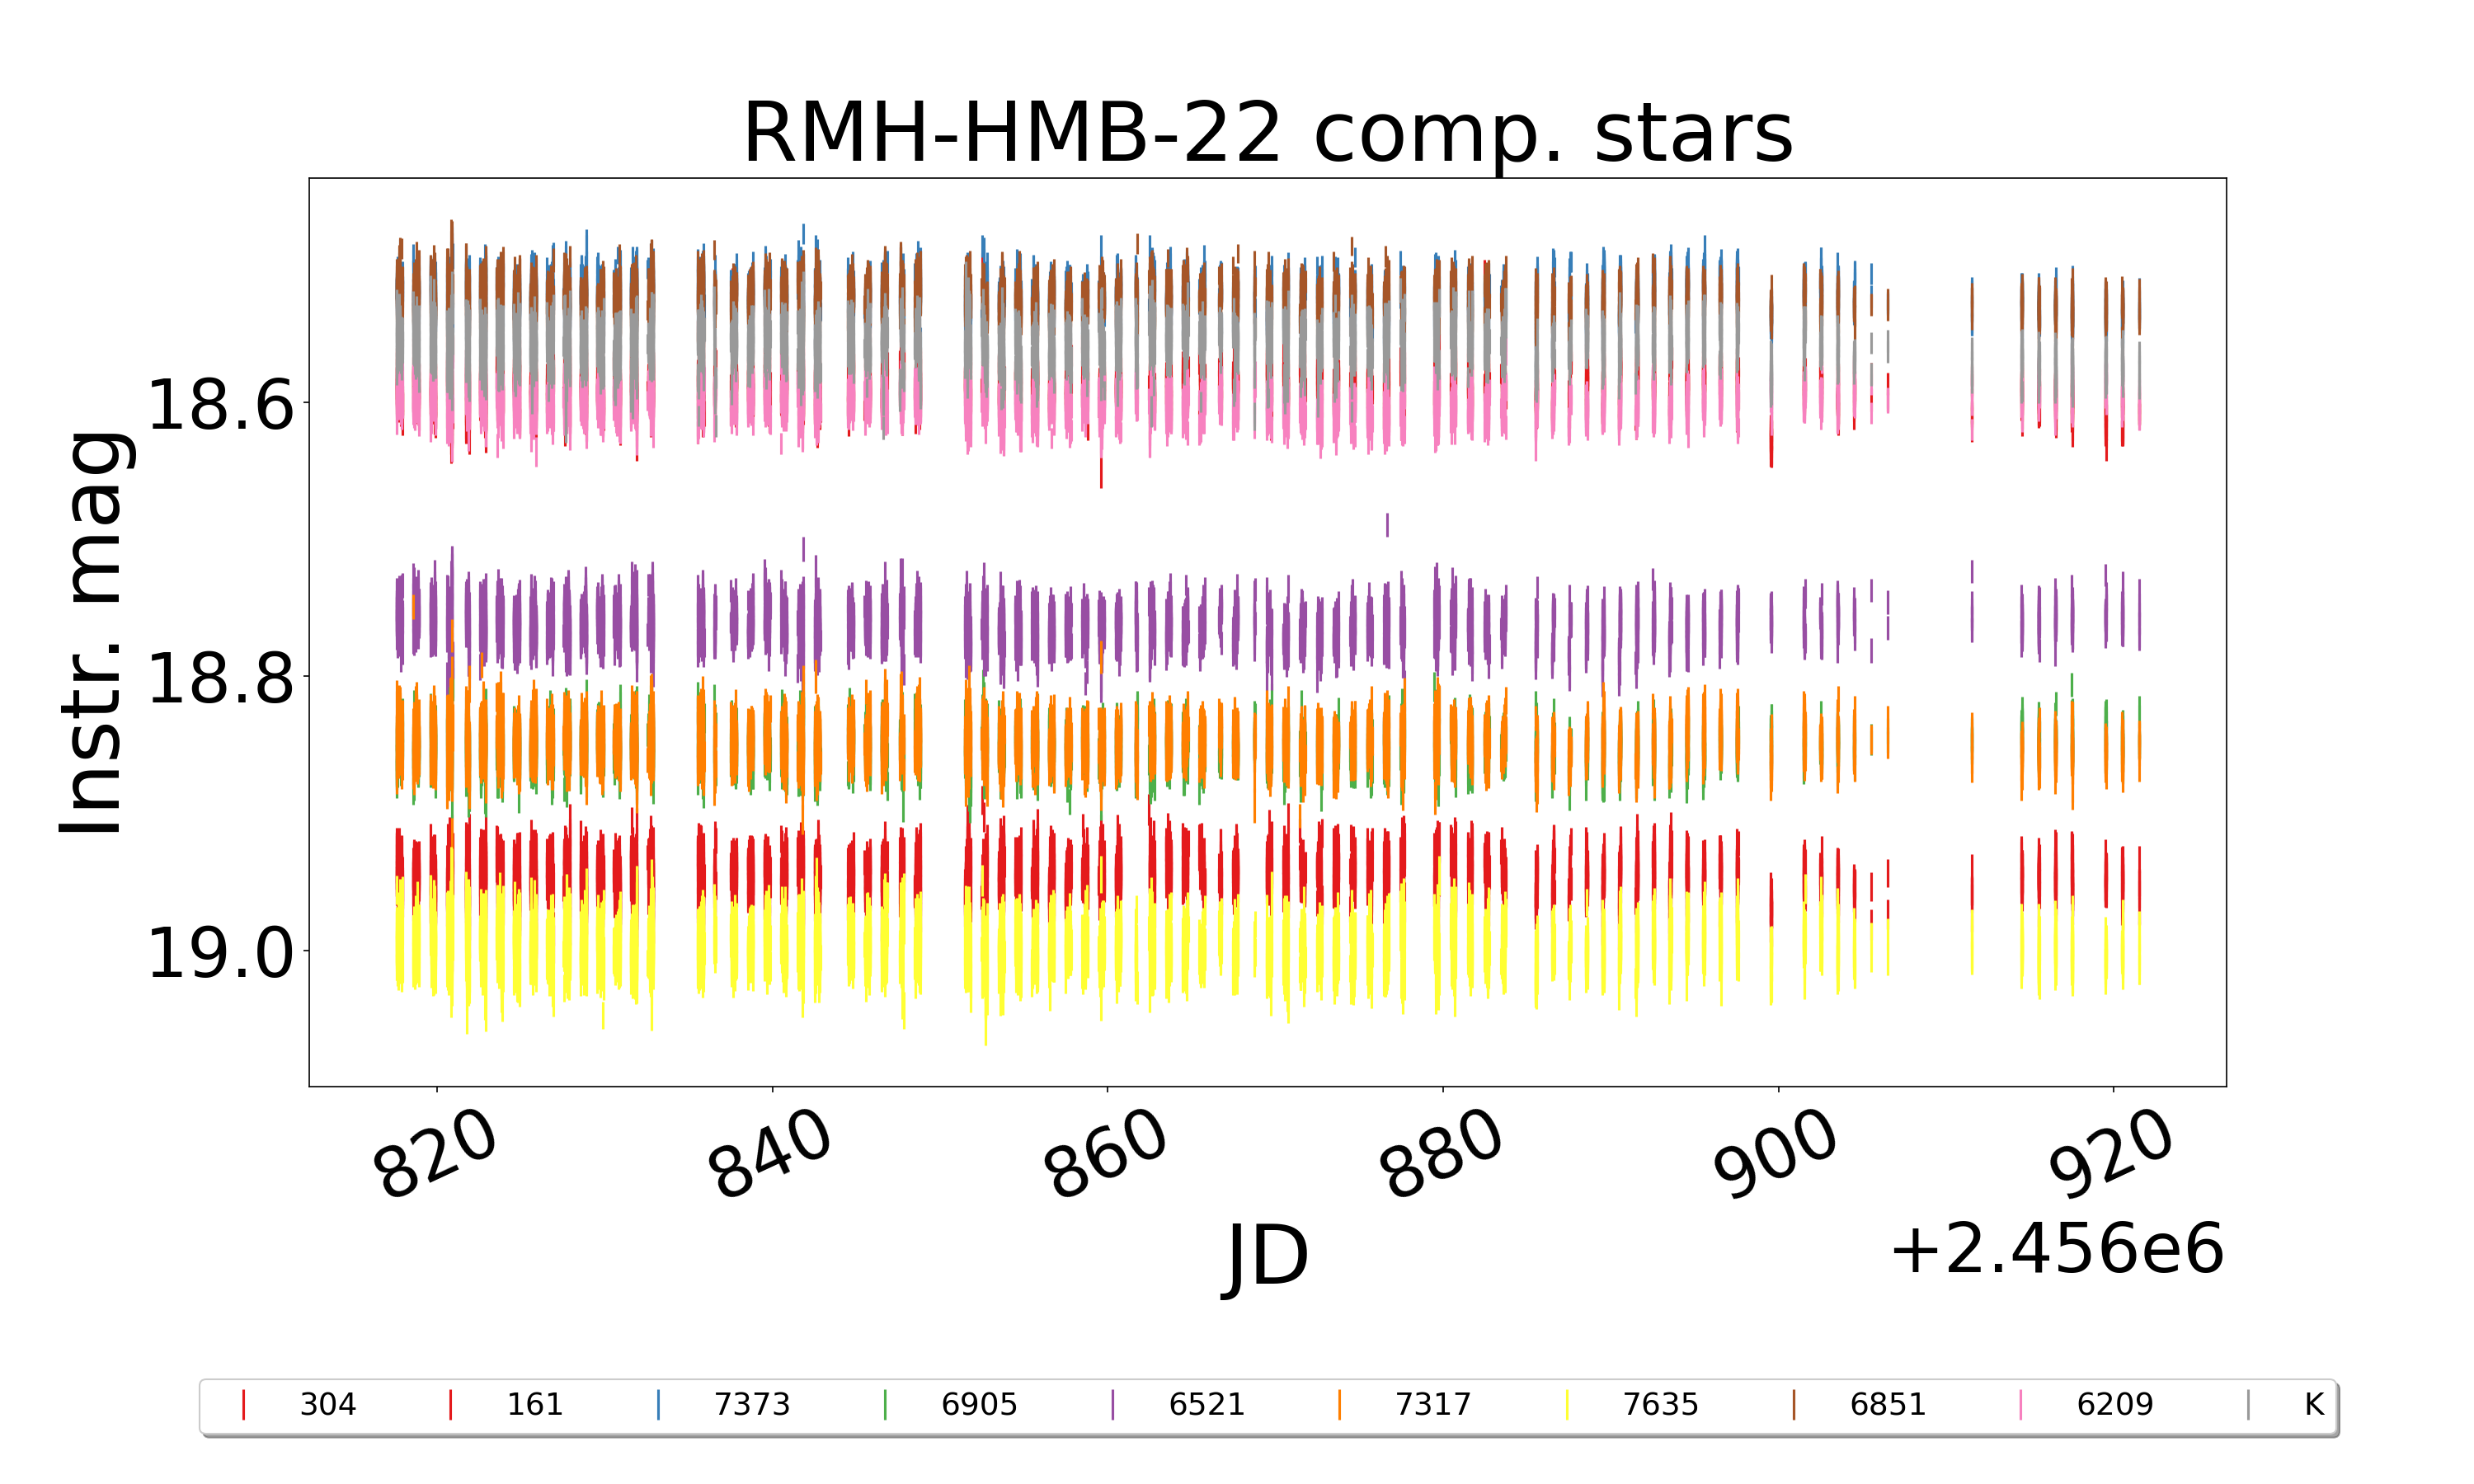 RMH-HMB-22 comp. stars
Instr. mag
18.6
18.8
19.0
820 840 860 880 900 920
JD
+2.456e6
304 161 7373 6905 6521 7317 7635 6851 6209 K